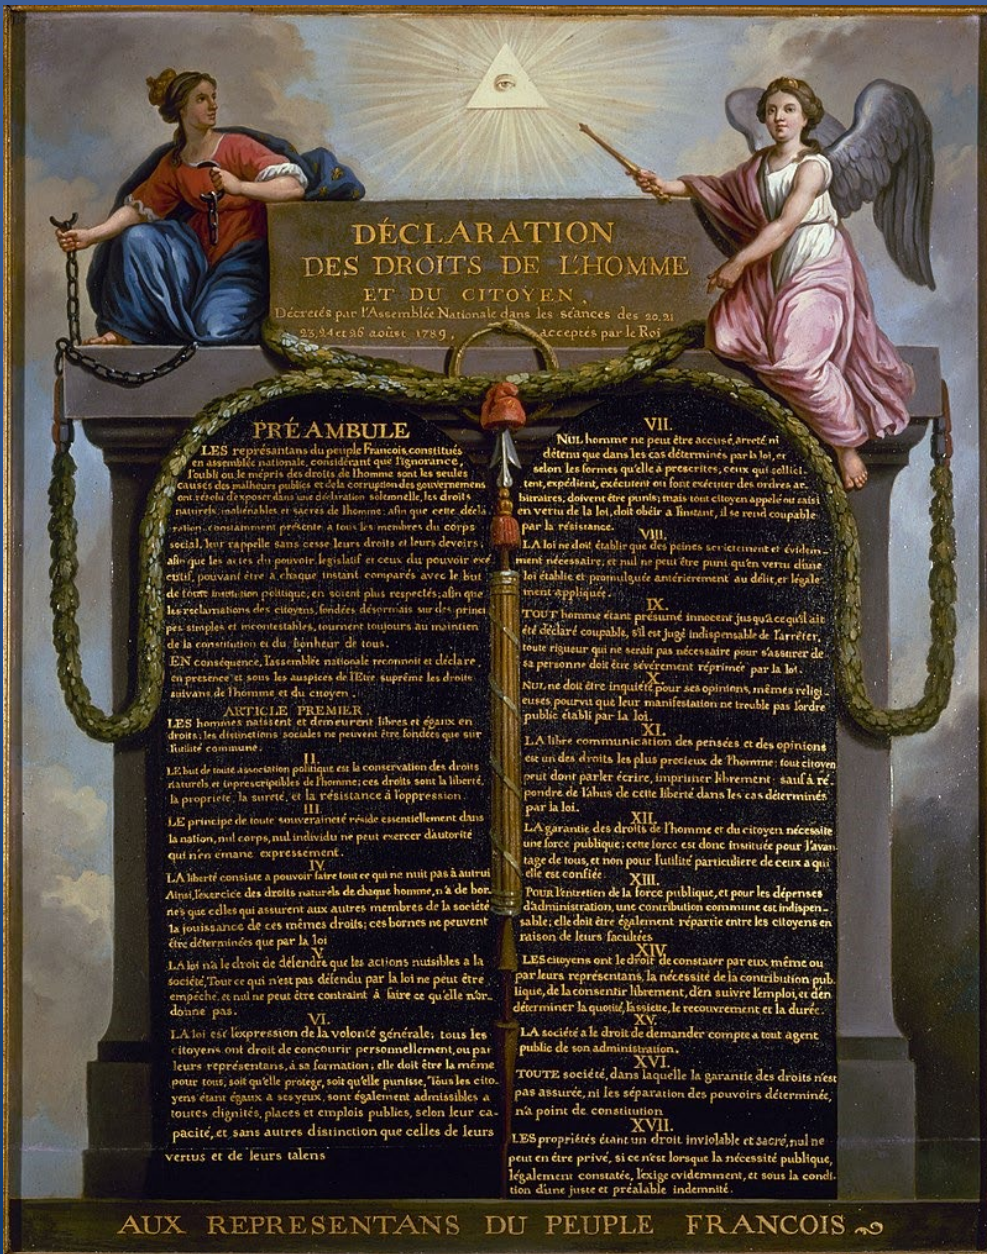 DÉCLARATION
DES DROITS DE L'HOMME
ET DU CITOYEN,
Décretés par l'Assemblée Nationale dans les séances des 20, 21
23, 24 et 26 août 1789, acceptés par le Roi
PRÉAMBULE
LES représantans du peuple François, constitués
en assemblée nationale, considérant que l'ignorance,
l'oubli ou le mépris des droits de l'homme sont les seules
causes des malheurs publics et de la corruption des gouvernemens
ont résolu d'exposer dans une déclaration solemnelle, les droits
naturels, inaliénables et sacrés de l'homme; afin que cette décla
ration, constamment présente a tous les membres du corps
social, leur rappelle sans cesse leurs droits et leurs devoirs;
afin que les actes du pouvoir législatif et ceux du pouvoir exé
cutif, pouvant être à chaque instant comparés avec le but
de toute institution politique, en soient plus respectés; afin que
les reclamations des citoyens, fondées désormais sur des princi
pes simples et incontestables, tournent toujours au maintien
de la constitution et du bonheur de tous.
EN conséquence, l'assemblée nationale reconnoit et déclare,
en presence et sous les auspices de l'Etre suprême les droits
suivans de l'homme et du citoyen.
ARTICLE PREMIER
LES hommes naissent et demeurent libres et égaux en
droits; les distinctions sociales ne peuvent être fondées que sur
l'utilité commune.
II.
LE but de toute association politique est la conservation des droits
naturels et inprescriptibles de l'homme; ces droits sont la liberté,
la propriété, la sureté, et la résistance à l'oppression.
III.
LE principe de toute souveraineté réside essentiellement dans
la nation, nul corps, nul individu ne peut exercer d'autorité
qui n'en émane expressément.
IV.
LA liberté consiste a pouvoir faire tout ce qui ne nuit pas à autrui
Ainsi, l'exercice des droits naturels de chaque homme, n'a de bor-
nes que celles qui assurent aux autres membres de la société
la jouissance de ces mêmes droits; ces bornes ne peuvent
être déterminées que par la loi
V.
LA loi n'a le droit de défendre que les actions nuisibles a la
société, Tout ce qui n'est pas défendu par la loi ne peut être
empêché, et nul ne peut être contraint à faire ce qu'elle n'or-
donne pas.
VI.
LA loi est l'expression de la volonté générale; tous les
citoyens ont droit de concourir personnellement, ou par
leurs représentans, à sa formation; elle doit être la même
pour tous, soit qu'elle protege, soit qu'elle punisse, Tous les cito-
yens étant égaux a ses yeux, sont également admissibles a
toutes dignités, places et emplois publics, selon leur ca-
pacité, et sans autres distinction que celles de leurs
vertus et de leurs talens
VII.
NUL homme ne peut être accusé, arreté ni
détenu que dans les cas déterminés par la loi, et
selon les formes qu'elle à prescrites, ceux qui sollici-
tent, expédient, exécutent ou font exécuter des ordres ar-
bitraires, doivent être punis; mais tout citoyen appelé ou saisi
en vertu de la loi, doit obéir a l'instant, il se rend coupable
par la résistance.
VIII.
LA loi ne doit établir que des peines strictement et évidem-
ment nécessaire, et nul ne peut être puni qu'en vertu d'une
loi établie et promulguée antérierement au délit, et légale
ment appliquée.
IX.
TOUT homme étant présumé innocent jusqu'a ce qu'il ait
été déclaré coupable, s'il est jugé indispensable de l'arrêter,
toute rigueur qui ne serait pas nécessaire pour s'assurer de
sa personne doit être sévèrement réprimée par la loi.
X.
NUL ne doit être inquiété pour ses opinions, mêmes religi-
euses, pourvu que leur manifestation ne trouble pas l'ordre
public établi par la loi.
XI.
LA libre communication des pensées et des opinions
est un des droits les plus precieux de l'homme; tout citoyen
peut donc parler écrire, imprimer librement; sauf à ré
pondre de l'abus de cette liberté dans les cas déterminés
par la loi.
XII.
LA garantie des droits de l'homme et du citoyen nécessite
une force publique; cette force est donc instituée pour l'avan
tage de tous, et non pour l'utilité particuliere de ceux a qui
elle est confiée.
XIII.
POUR l'entretien de la force publique, et pour les dépenses
d'administration, une contribution commune est indispen-
sable; elle doit être également répartie entre les citoyens en
raison de leurs facultées
XIV.
LES citoyens ont le droit de constater par eux même ou
par leurs représentans, la nécessité de la contribution pub-
lique, de la consentir librement, d'en suivre l'emploi, et d'en
déterminer la quotité, l'assiette, le recouvrement et la durée.
XV.
LA société a le droit de demander compte a tout agent
public de son administration.
XVI.
TOUTE société, dans laquelle la garantie des droits n'est
pas assurée, ni les séparation des pouvoirs déterminée,
n'a point de constitution
XVII.
LES propriétés étant un droit inviolable et sacré, nul ne
peut en être privé, si ce n'est lorsque la nécessité publique,
légalement constatée, l'exige evidemment, et sous la condi-
tion d'une juste et préalable indemnité.
AUX REPRESENTANS DU PEUPLE FRANCOIS